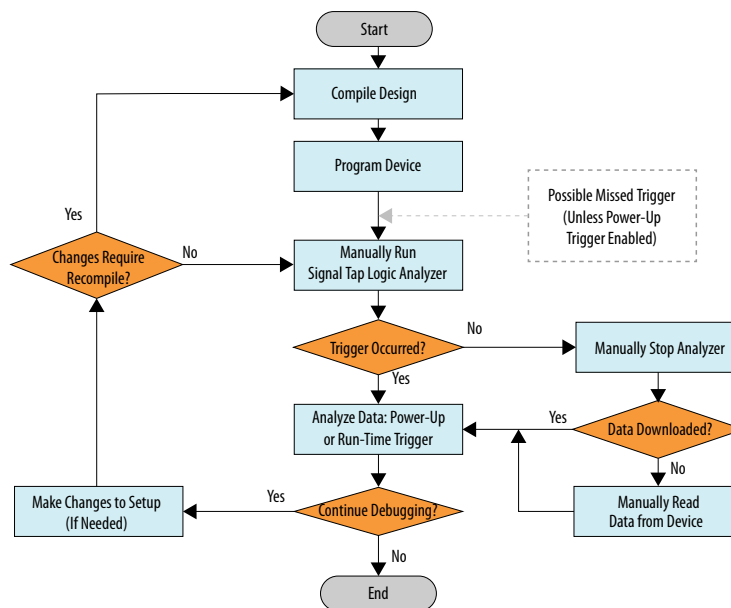 Start
Compile Design
Program Device
Possible Missed Trigger
(Unless Power-Up
Trigger Enabled)
Yes
Changes Require
Recompile?
No
Manually Run
Signal Tap Logic Analyzer
Trigger Occurred?
No
Manually Stop Analyzer
Yes
Analyze Data: Power-Up
or Run-Time Trigger
Yes
Data Downloaded?
No
Manually Read
Data from Device
Make Changes to Setup
(If Needed)
Yes
Continue Debugging?
No
End